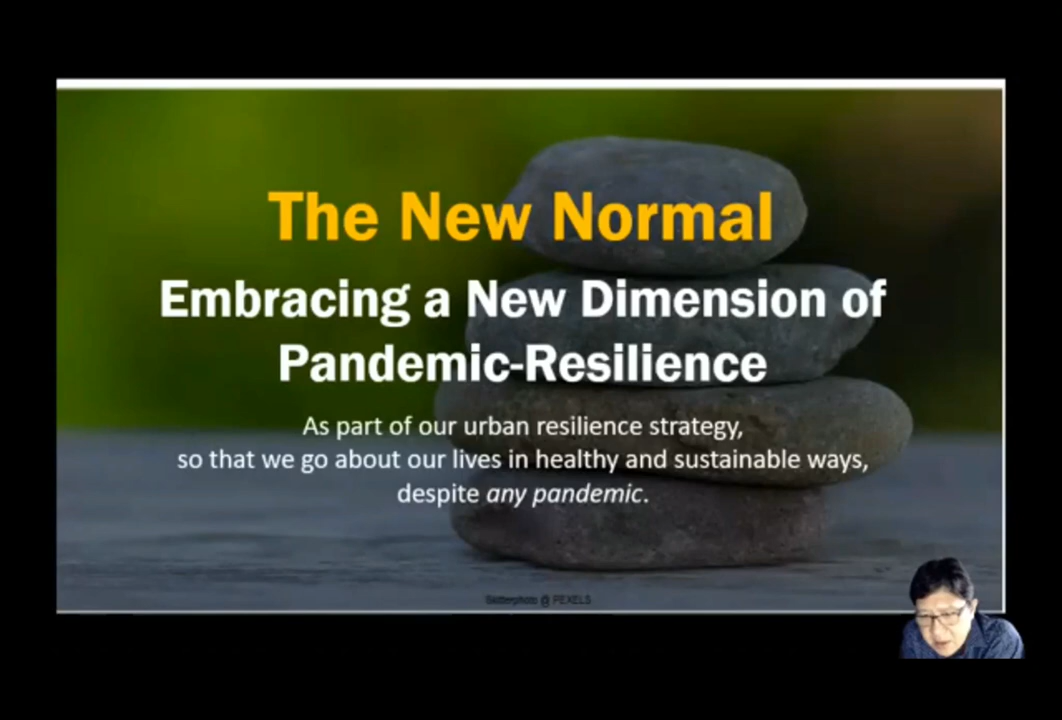 The New Normal
Embracing a New Dimension of
Pandemic-Resilience
As part of our urban resilience strategy,
so that we go about our lives in healthy and sustainable ways,
despite any pandemic.
@ PEXELS